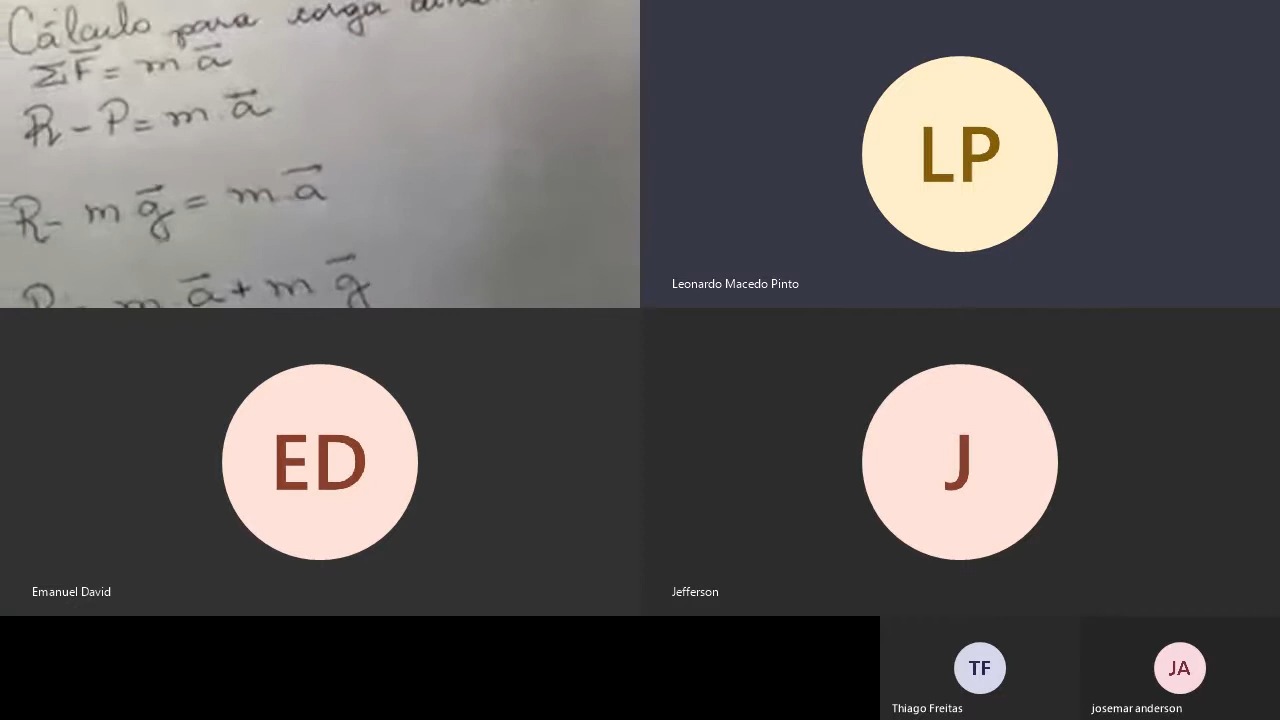 Cálculo para carga
ΣF⃗ = m a⃗
R - P = m . a⃗
R - m g⃗ = m a⃗
R = m a⃗ + m g⃗
LP
Leonardo Macedo Pinto
ED
Emanuel David
J
Jefferson
TF
Thiago Freitas
JA
josemar anderson